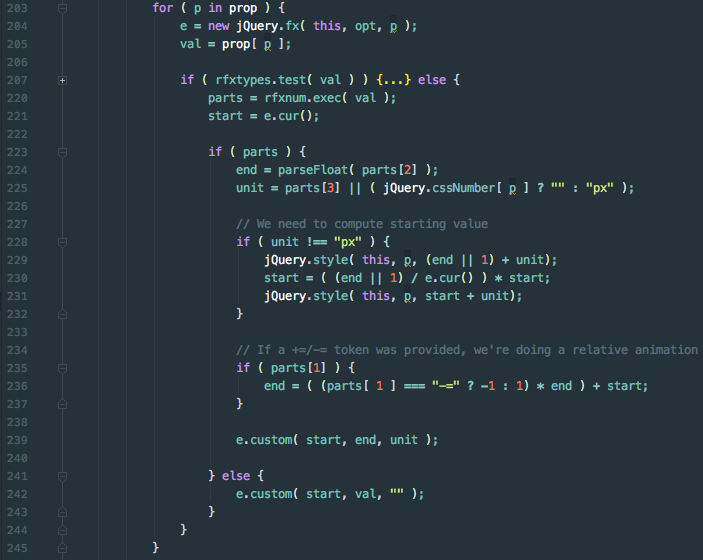 203 for ( p in prop ) {
204 e = new jQuery.fx( this, opt, p );
205 val = prop[ p ];
206
207 if ( rfxtypes.test( val ) ) {...} else {
220 parts = rfxnum.exec( val );
221 start = e.cur();
222
223 if ( parts ) {
224 end = parseFloat( parts[2] );
225 unit = parts[3] || ( jQuery.cssNumber[ p ] ? "" : "px" );
226
227 // We need to compute starting value
228 if ( unit !== "px" ) {
229 jQuery.style( this, p, (end || 1) + unit);
230 start = ( (end || 1) / e.cur() ) * start;
231 jQuery.style( this, p, start + unit);
232 }
233
234 // If a +=/-= token was provided, we're doing a relative animation
235 if ( parts[1] ) {
236 end = ( (parts[ 1 ] === "-=" ? -1 : 1) * end ) + start;
237 }
238
239 e.custom( start, end, unit );
240
241 } else {
242 e.custom( start, val, "" );
243 }
244 }
245 }